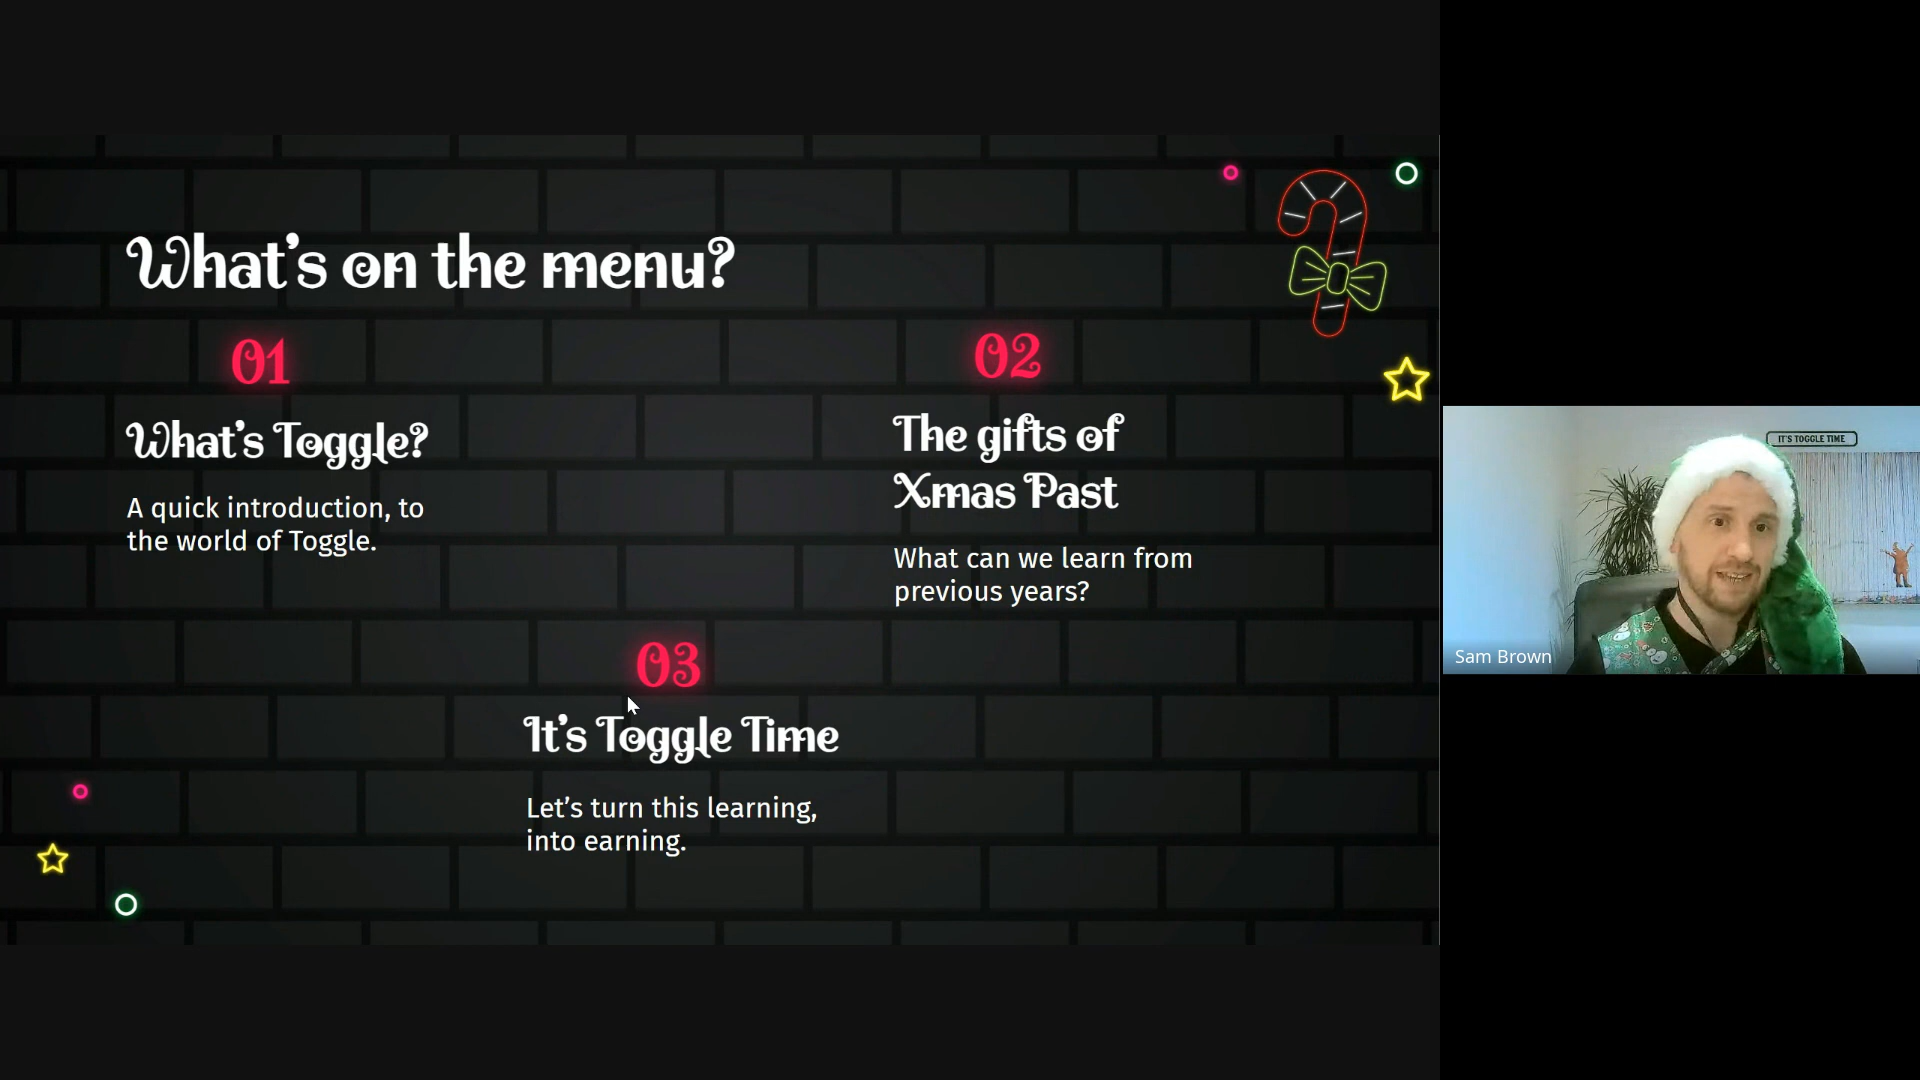 What's on the menu?
01
What's Toggle?
A quick introduction, to
the world of Toggle.
02
The gifts of
Xmas Past
What can we learn from
previous years?
03
It's Toggle Time
Let's turn this learning,
into earning.
IT'S TOGGLE TIME
Sam Brown